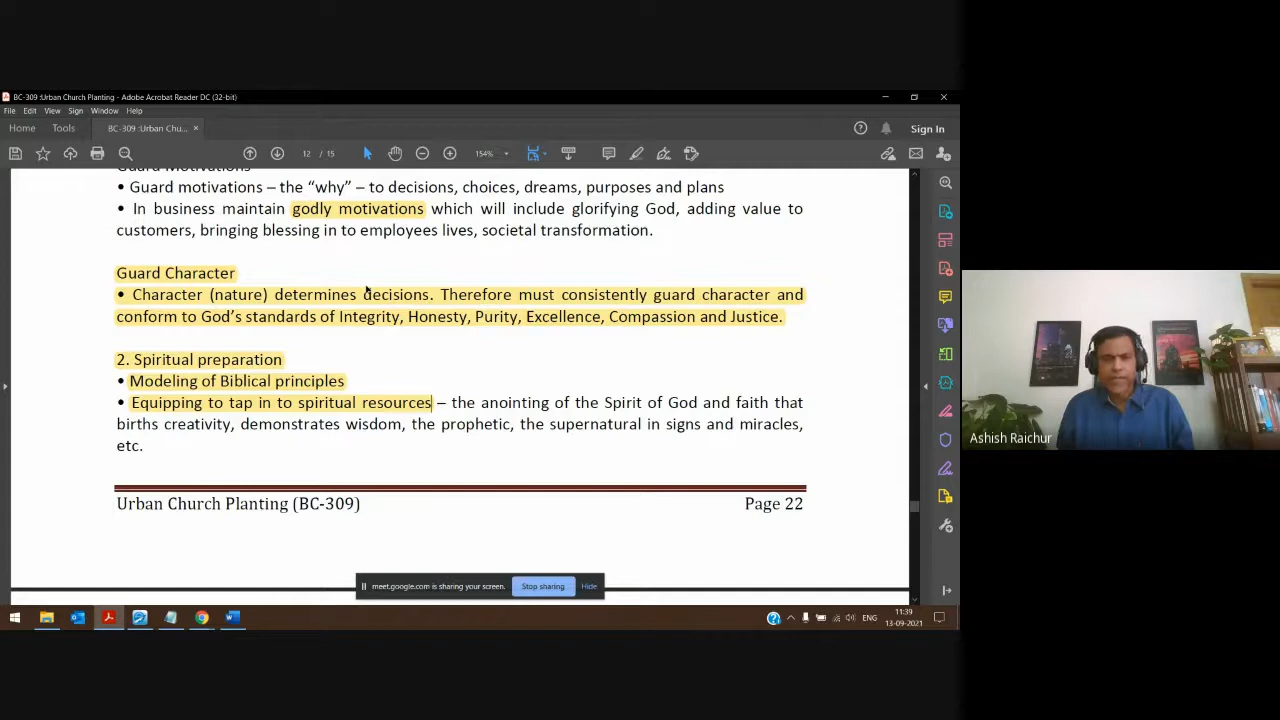 BC-309 :Urban Church Planting - Adobe Acrobat Reader DC (32-bit)
File Edit View Sign Window Help
Home Tools BC-309 :Urban Chu... × Sign In
12 / 15 154%
Guard Motivations
• Guard motivations – the “why” – to decisions, choices, dreams, purposes and plans
• In business maintain godly motivations which will include glorifying God, adding value to
customers, bringing blessing in to employees lives, societal transformation.
Guard Character
• Character (nature) determines decisions. Therefore must consistently guard character and
conform to God’s standards of Integrity, Honesty, Purity, Excellence, Compassion and Justice.
2. Spiritual preparation
• Modeling of Biblical principles
• Equipping to tap in to spiritual resources – the anointing of the Spirit of God and faith that
births creativity, demonstrates wisdom, the prophetic, the supernatural in signs and miracles,
etc.
Urban Church Planting (BC-309) Page 22
meet.google.com is sharing your screen. Stop sharing Hide
ENG 11:39
13-09-2021
Ashish Raichur